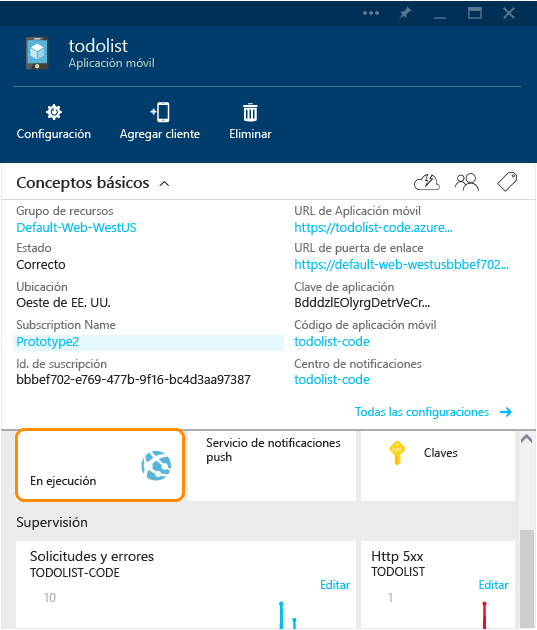 todolist
Aplicación móvil
Configuración
Agregar cliente
Eliminar
Conceptos básicos
Grupo de recursos
Default-Web-WestUS
Estado
Correcto
Ubicación
Oeste de EE. UU.
Subscription Name
Prototype2
Id. de suscripción
bbbef702-e769-477b-9f16-bc4d3aa97387
URL de Aplicación móvil
https://todolist-code.azure...
URL de puerta de enlace
https://default-web-westusbbbef702...
Clave de aplicación
BdddzlEOlyrgDetrVeCr...
Código de aplicación móvil
todolist-code
Centro de notificaciones
todolist-code
Todas las configuraciones
En ejecución
Servicio de notificaciones
push
Claves
Supervisión
Solicitudes y errores
TODOLIST-CODE
Editar
10
Http 5xx
TODOLIST
Editar
1